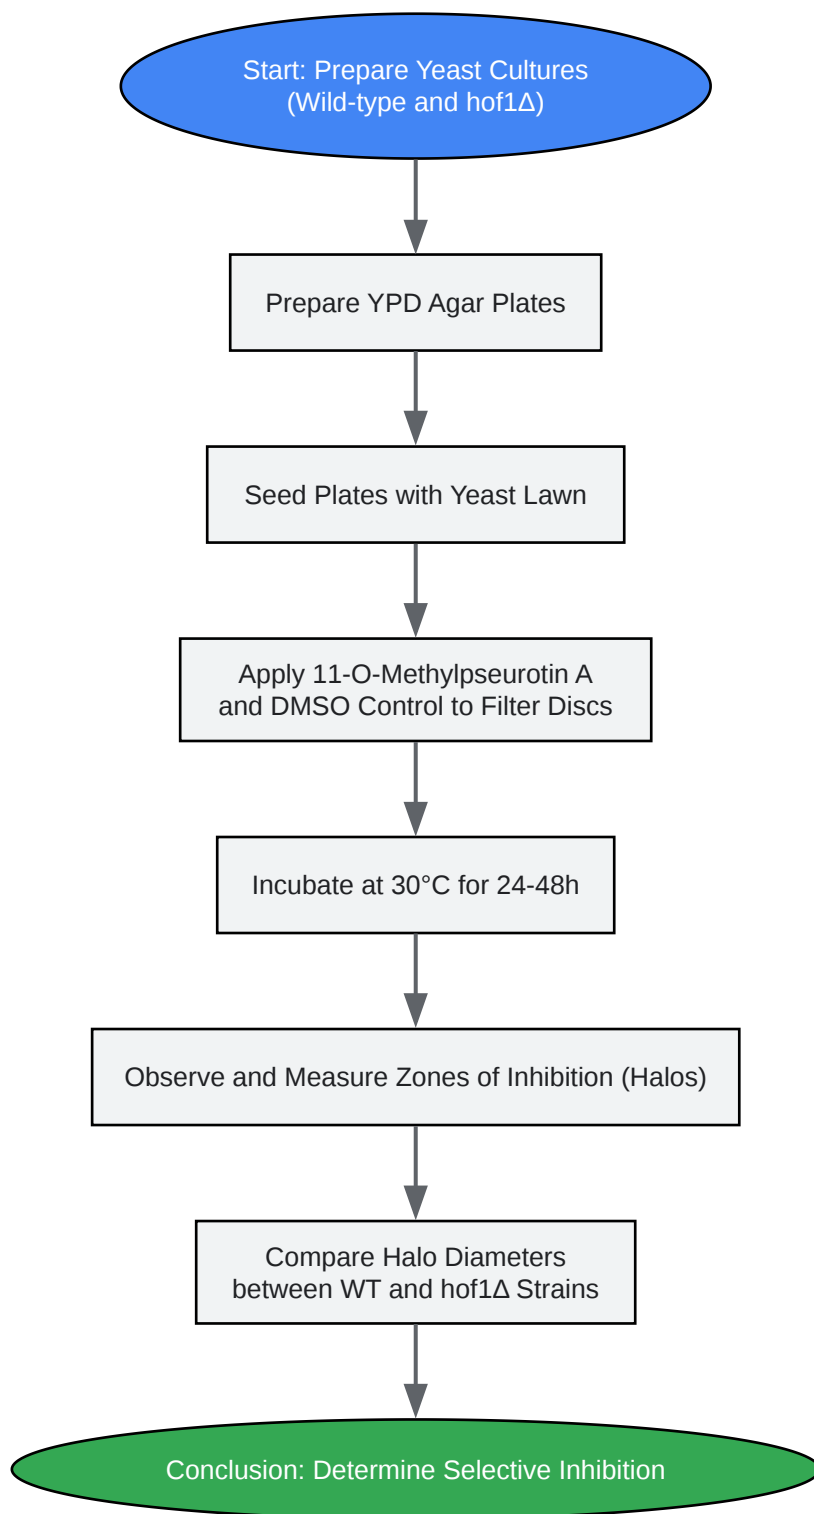 Start: Prepare Yeast Cultures
(Wild-type and hof1Δ)
Prepare YPD Agar Plates
Seed Plates with Yeast Lawn
Apply 11-O-Methylpseurotin A
and DMSO Control to Filter Discs
Incubate at 30°C for 24-48h
Observe and Measure Zones of Inhibition (Halos)
Compare Halo Diameters
between WT and hof1Δ Strains
Conclusion: Determine Selective Inhibition